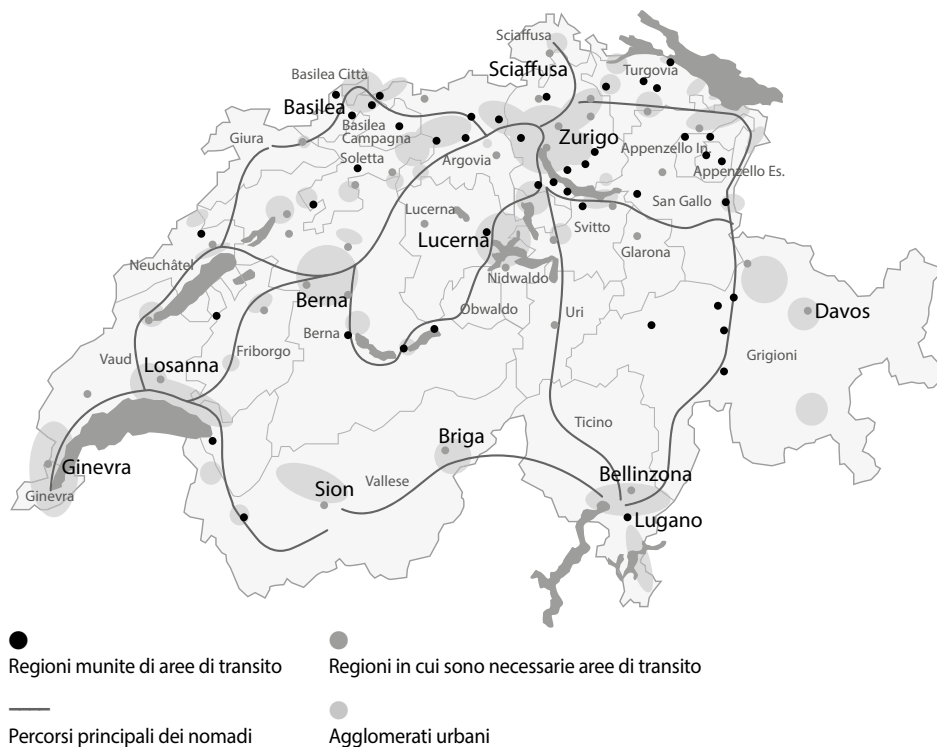 Sciaffusa
Sciaffusa
Turgovia
Basilea Città
Basilea
Basilea
Campagna
Giura
Soletta
Argovia
Zurigo
Appenzello In.
Appenzello Es.
San Gallo
Lucerna
Lucerna
Svitto
Glarona
Neuchâtel
Nidwaldo
Berna
Berna
Obwaldo
Uri
Davos
Grigioni
Vaud
Losanna
Friborgo
Ticino
Briga
Ginevra
Ginevra
Sion
Vallese
Bellinzona
Lugano
Regioni munite di aree di transito
Regioni in cui sono necessarie aree di transito
Percorsi principali dei nomadi
Agglomerati urbani